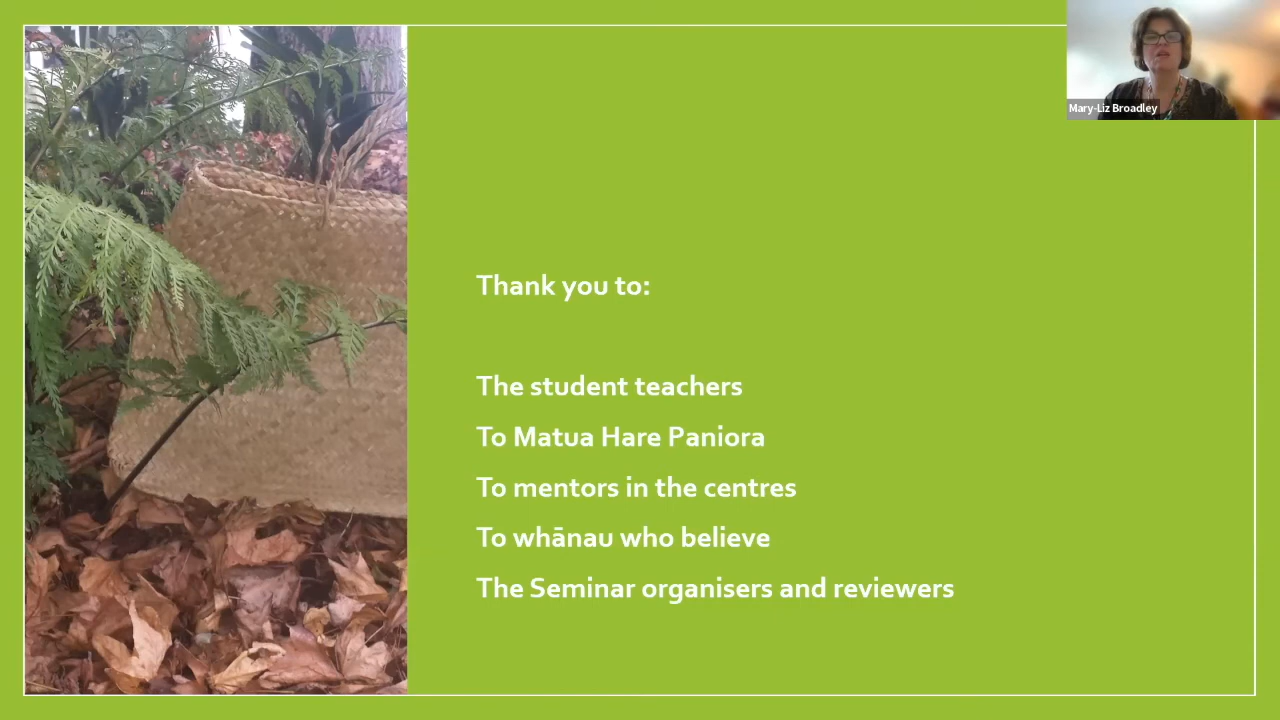 Mary-Liz Broadley
Thank you to:
The student teachers
To Matua Hare Paniora
To mentors in the centres
To whānau who believe
The Seminar organisers and reviewers